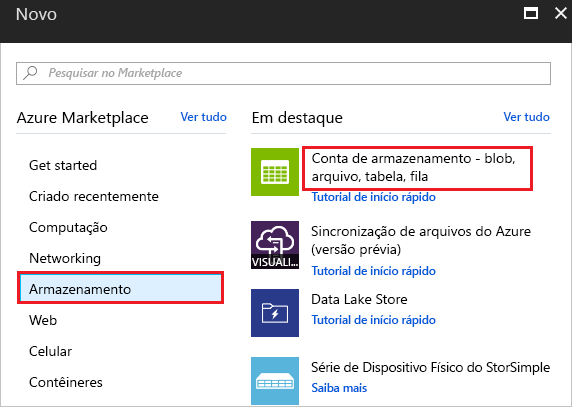 Novo
Pesquisar no Marketplace
Azure Marketplace
Ver tudo
Get started
Criado recentemente
Computação
Networking
Armazenamento
Web
Celular
Contêineres
Em destaque
Ver tudo
Conta de armazenamento - blob,
arquivo, tabela, fila
Tutorial de início rápido
VISUALI...
Sincronização de arquivos do Azure
(versão prévia)
Tutorial de início rápido
Data Lake Store
Tutorial de início rápido
Série de Dispositivo Físico do StorSimple
Saiba mais